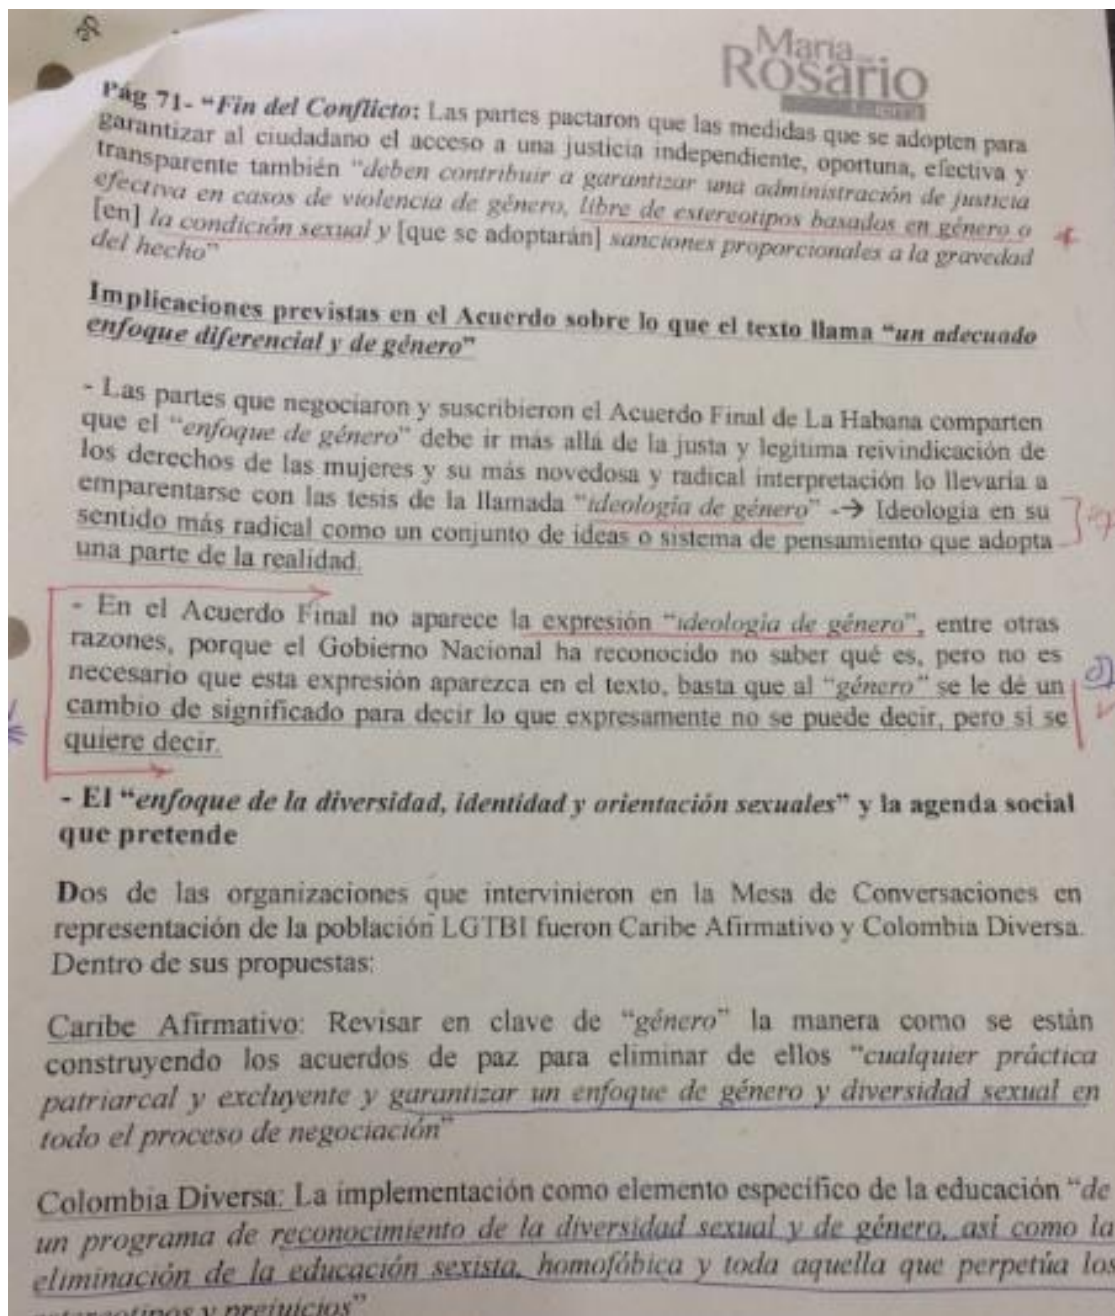 Maria
Rosario
Pág 71- “Fin del Conflicto: Las partes pactaron que las medidas que se adopten para
garantizar al ciudadano el acceso a una justicia independiente, oportuna, efectiva y
transparente también “deben contribuir a garantizar una administración de justicia
efectiva en casos de violencia de género, libre de estereotipos basados en género o
[en] la condición sexual y [que se adoptarán] sanciones proporcionales a la gravedad
del hecho”
Implicaciones previstas en el Acuerdo sobre lo que el texto llama “un adecuado
enfoque diferencial y de género”
- Las partes que negociaron y suscribieron el Acuerdo Final de La Habana comparten
que el “enfoque de género” debe ir más allá de la justa y legítima reivindicación de
los derechos de las mujeres y su más novedosa y radical interpretación lo llevaría a
emparentarse con las tesis de la llamada “ideología de género” -→ Ideología en su
sentido más radical como un conjunto de ideas o sistema de pensamiento que adopta
una parte de la realidad.
- En el Acuerdo Final no aparece la expresión “ideología de género”, entre otras
razones, porque el Gobierno Nacional ha reconocido no saber qué es, pero no es
necesario que esta expresión aparezca en el texto, basta que al “género” se le dé un
cambio de significado para decir lo que expresamente no se puede decir, pero sí se
quiere decir.
- El “enfoque de la diversidad, identidad y orientación sexuales” y la agenda social
que pretende
Dos de las organizaciones que intervinieron en la Mesa de Conversaciones en
representación de la población LGTBI fueron Caribe Afirmativo y Colombia Diversa.
Dentro de sus propuestas:
Caribe Afirmativo: Revisar en clave de “género” la manera como se están
construyendo los acuerdos de paz para eliminar de ellos “cualquier práctica
patriarcal y excluyente y garantizar un enfoque de género y diversidad sexual en
todo el proceso de negociación”
Colombia Diversa: La implementación como elemento específico de la educación “de
un programa de reconocimiento de la diversidad sexual y de género, así como la
eliminación de la educación sexista, homofóbica y toda aquella que perpetúa los
estereotipos y prejuicios”